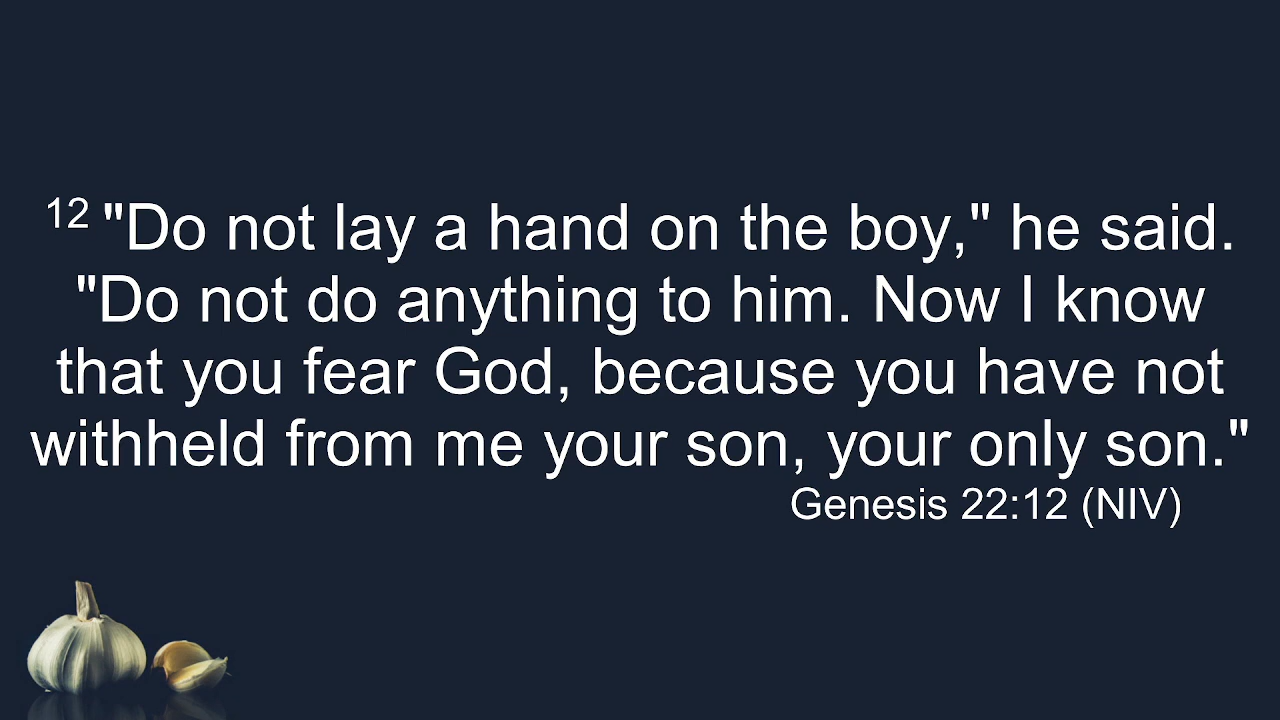 12 "Do not lay a hand on the boy," he said.
"Do not do anything to him. Now I know
that you fear God, because you have not
withheld from me your son, your only son."
Genesis 22:12 (NIV)